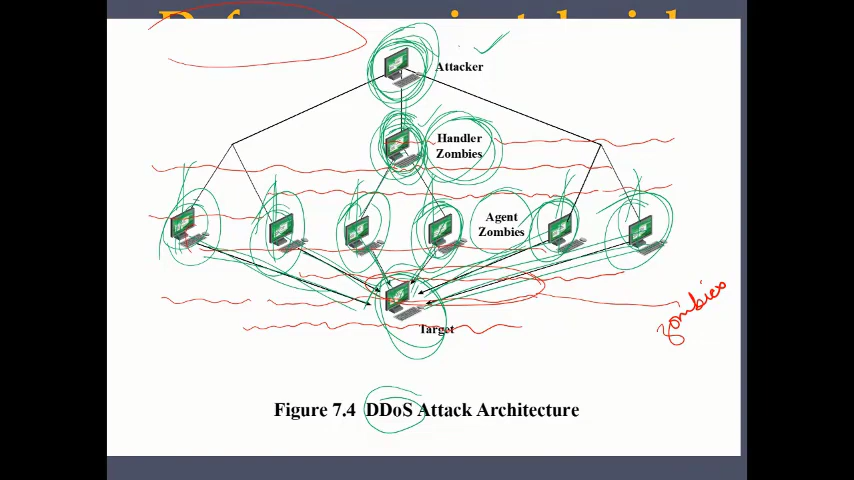 Attacker
Handler
Zombies
Agent
Zombies
zombies
Target
Figure 7.4 DDoS Attack Architecture